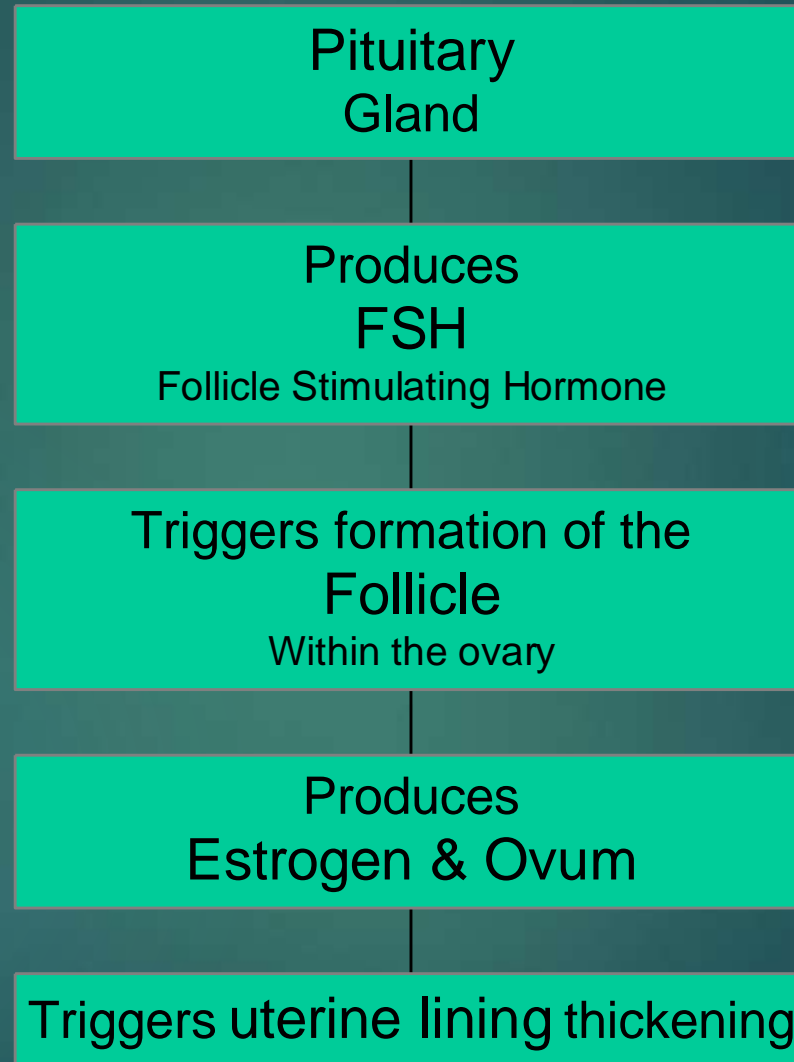 Pituitary
Gland
Produces
FSH
Follicle Stimulating Hormone
Triggers formation of the
Follicle
Within the ovary
Produces
Estrogen & Ovum
Triggers uterine lining thickening